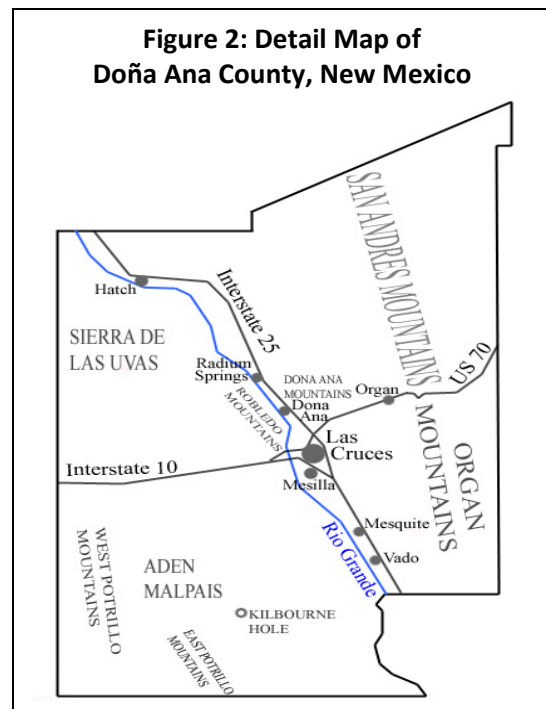 Figure 2: Detail Map of
Doña Ana County, New Mexico
SAN ANDRES MOUNTAINS
Hatch
Interstate 25
SIERRA DE
LAS UVAS
US 70
Radium
Springs
DONA ANA
MOUNTAINS
Organ
ROBLEDO
MOUNTAINS
Dona
Ana
ORGAN
MOUNTAINS
Las
Cruces
Interstate 10
Mesilla
Mesquite
Rio Grande
Vado
WEST POTRILLO
MOUNTAINS
ADEN
MALPAIS
KILBOURNE
HOLE
EAST POTRILLO
MOUNTAINS